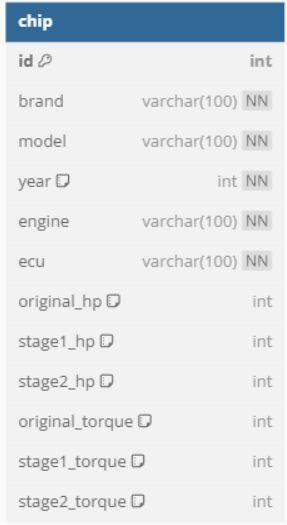 chip
id int
brand varchar(100) NN
model varchar(100) NN
year int NN
engine varchar(100) NN
ecu varchar(100) NN
original_hp int
stage1_hp int
stage2_hp int
original_torque int
stage1_torque int
stage2_torque int